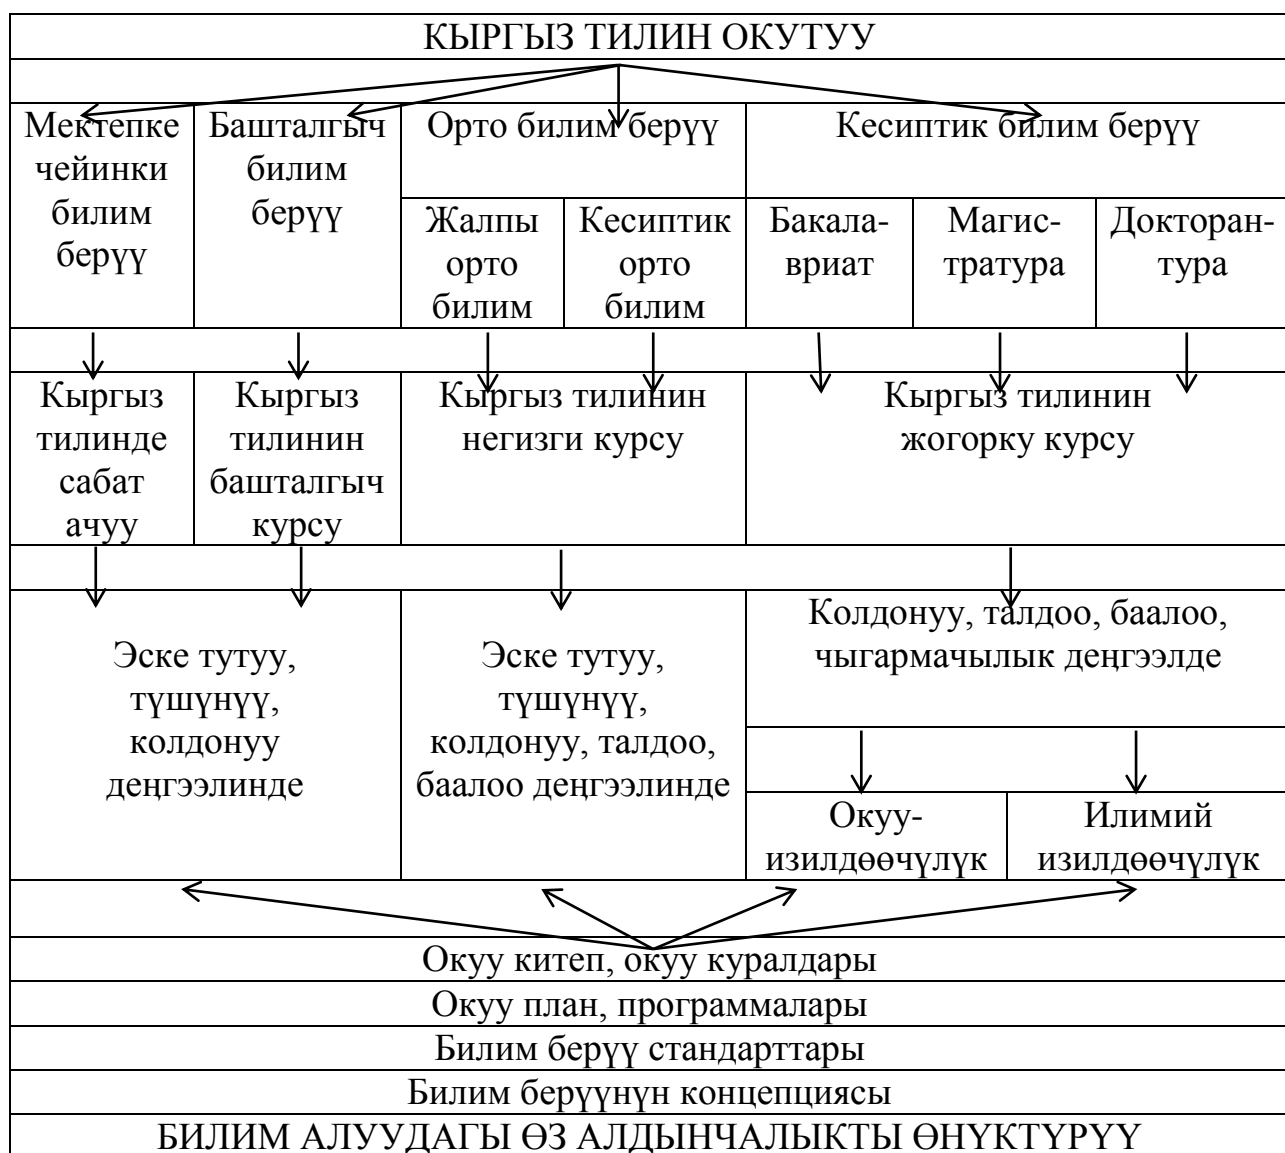 КЫРГЫЗ ТИЛИН ОКУТУУ
Мектепке
чейинки
билим
берүү
Башталгыч
билим
берүү
Орто билим берүү
Кесиптик билим берүү
Жалпы
орто
билим
Кесиптик
орто
билим
Бакала-
вриат
Магис-
тратура
Докторан-
тура
Кыргыз
тилинде
сабат
ачуу
Кыргыз
тилинин
башталгыч
курсу
Кыргыз тилинин
негизги курсу
Кыргыз тилинин
жогорку курсу
Эске тутуу,
түшүнүү,
колдонуу
деңгээлинде
Эске тутуу,
түшүнүү,
колдонуу, талдоо,
баалоо деңгээлинде
Колдонуу, талдоо, баалоо,
чыгармачылык деңгээлде
Окуу-
изилдөөчүлүк
Илимий
изилдөөчүлүк
Окуу китеп, окуу куралдары
Окуу план, программалары
Билим берүү стандарттары
Билим берүүнүн концепциясы
БИЛИМ АЛУУДАГЫ ӨЗ АЛДЫНЧАЛЫКТЫ ӨНҮКТҮРҮҮ